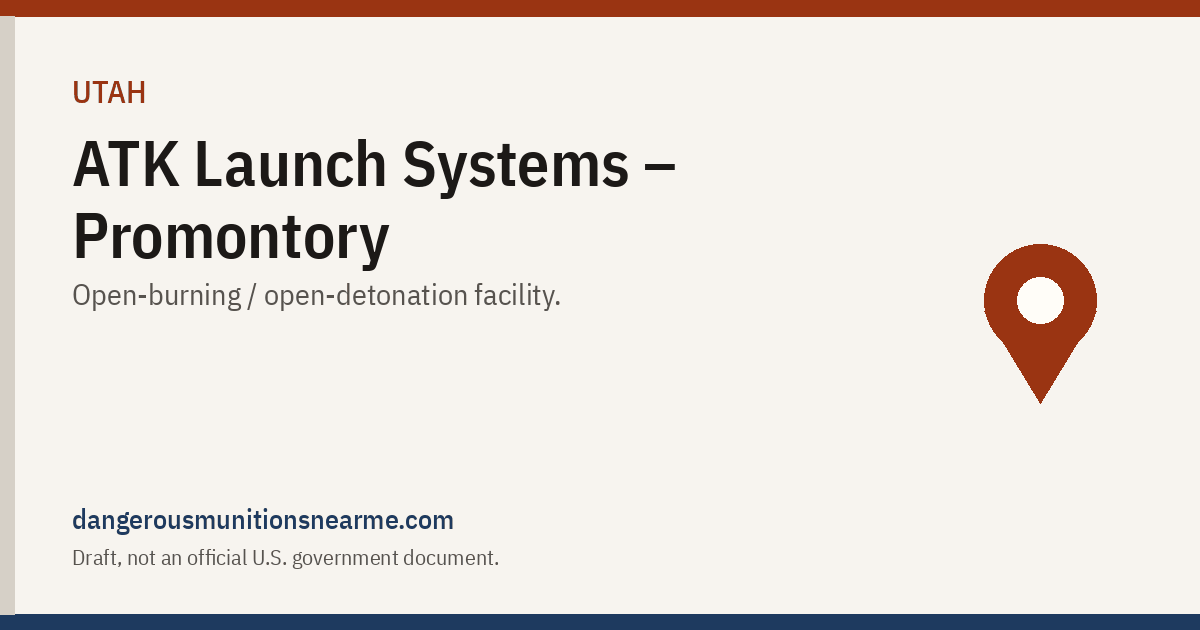 UTAH
ATK Launch Systems –
Promontory
Open-burning / open-detonation facility.
dangerousmunitionsnearme.com
Draft, not an official U.S. government document.